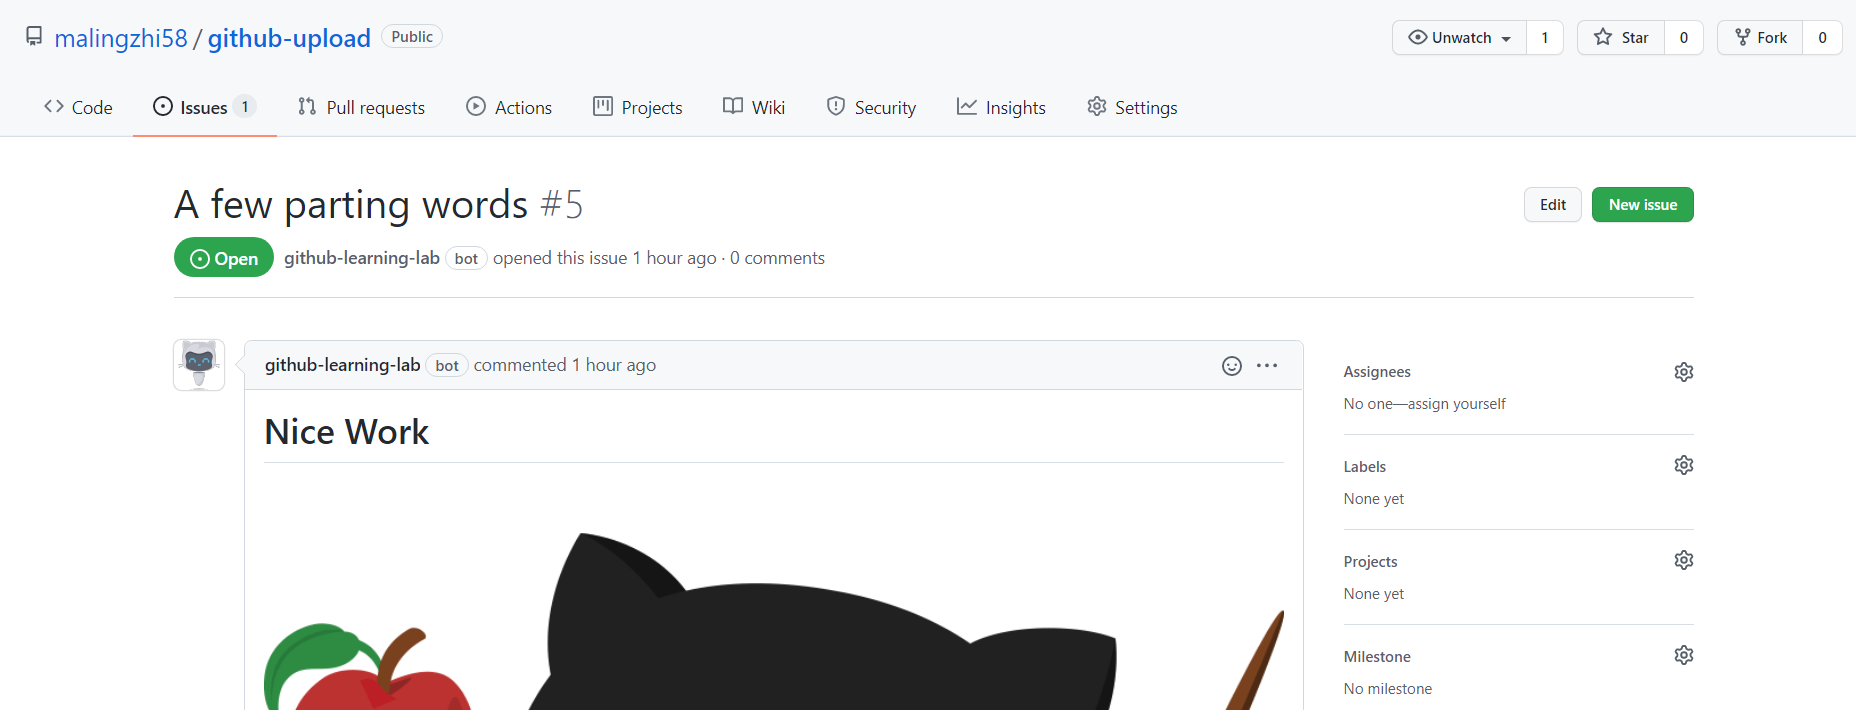 malingzhi58 / github-upload Public Unwatch 1 Star 0 Fork 0
Code Issues 1 Pull requests Actions Projects Wiki Security Insights Settings
A few parting words #5 Edit New issue
Open github-learning-lab bot opened this issue 1 hour ago · 0 comments
github-learning-lab bot commented 1 hour ago
Nice Work
Assignees
No one—assign yourself
Labels
None yet
Projects
None yet
Milestone
No milestone